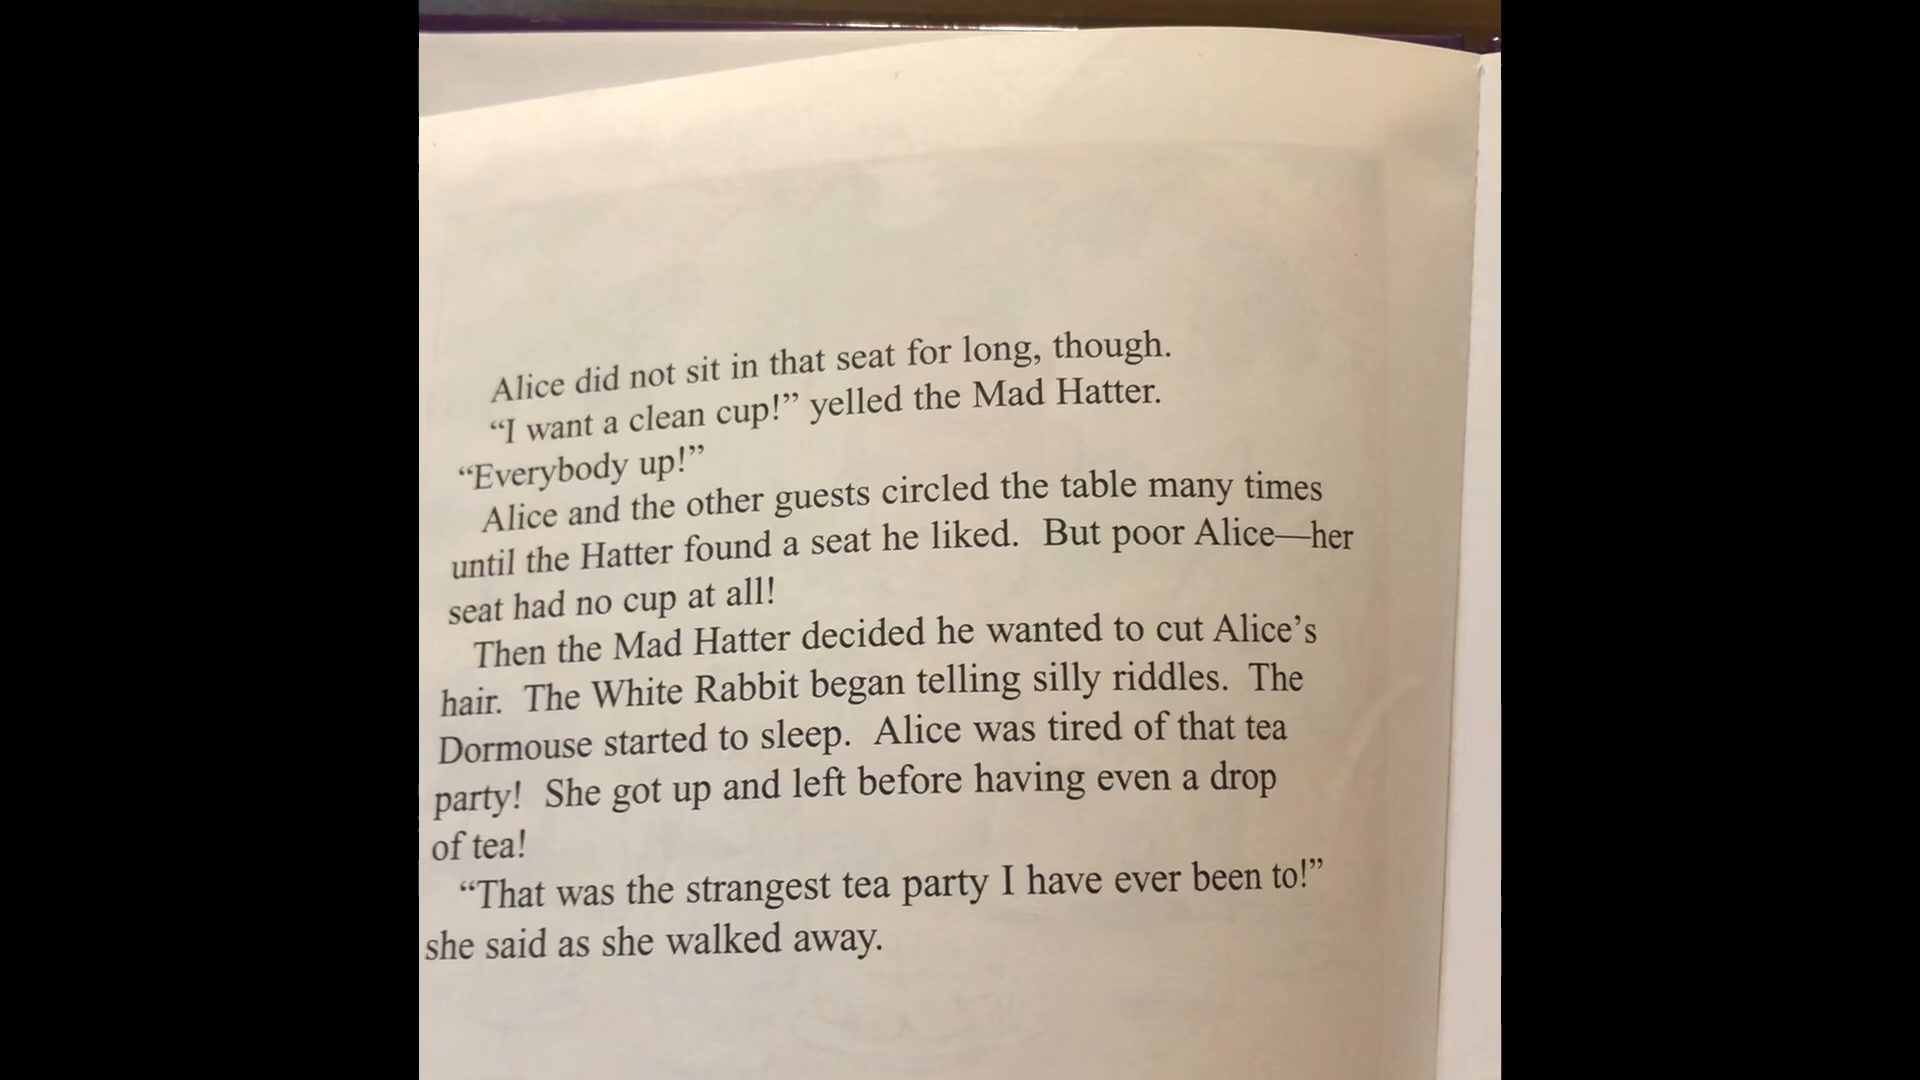 Alice did not sit in that seat for long, though.
“I want a clean cup!” yelled the Mad Hatter.
“Everybody up!”
Alice and the other guests circled the table many times
until the Hatter found a seat he liked.  But poor Alice—her
seat had no cup at all!
Then the Mad Hatter decided he wanted to cut Alice’s
hair.  The White Rabbit began telling silly riddles.  The
Dormouse started to sleep.  Alice was tired of that tea
party!  She got up and left before having even a drop
of tea!
“That was the strangest tea party I have ever been to!”
she said as she walked away.